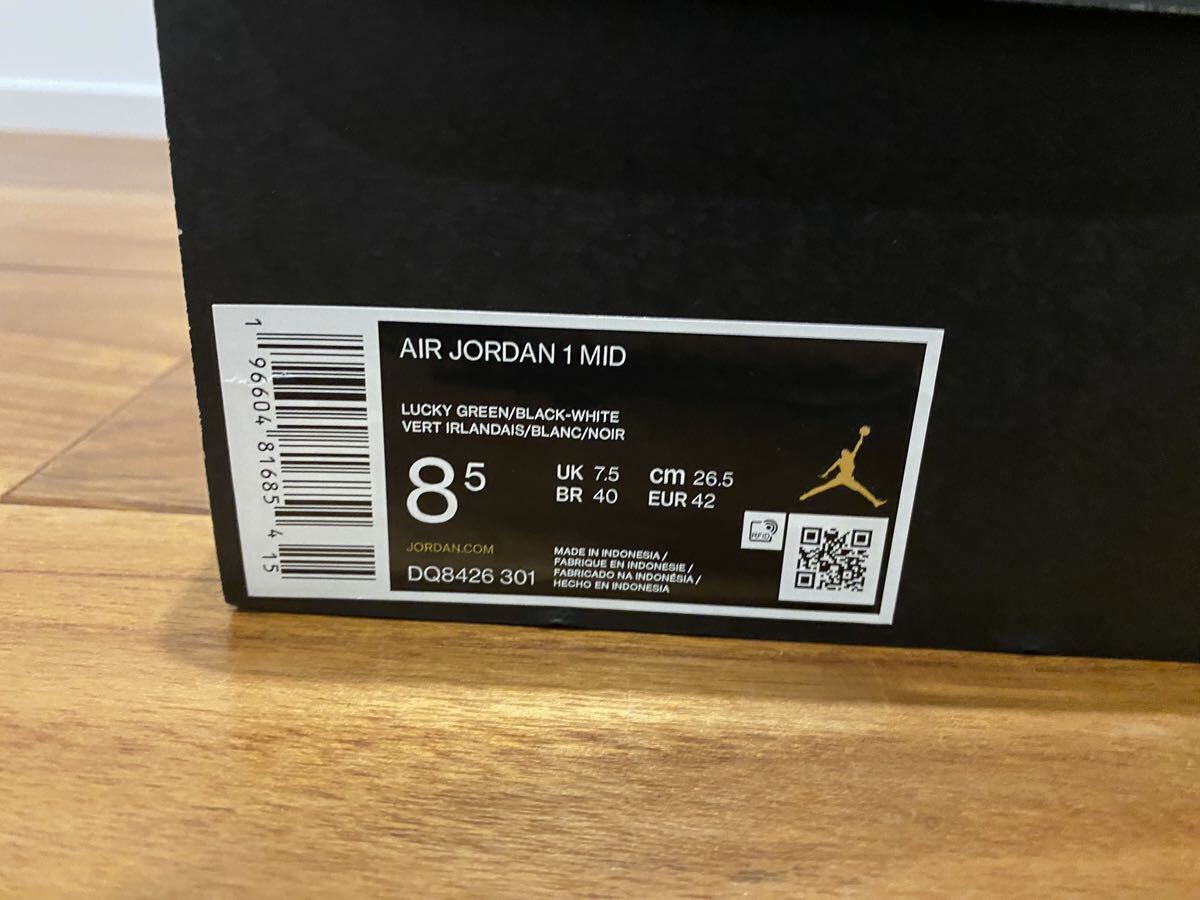 1 96604 81685 4 15
AIR JORDAN 1 MID
LUCKY GREEN/BLACK-WHITE
VERT IRLANDAIS/BLANC/NOIR
8 5
UK 7.5 cm 26.5
BR 40 EUR 42
RFID
JORDAN.COM
DQ8426 301
MADE IN INDONESIA /
FABRIQUE EN INDONESIE /
FABRICADO NA INDONÉSIA /
HECHO EN INDONESIA